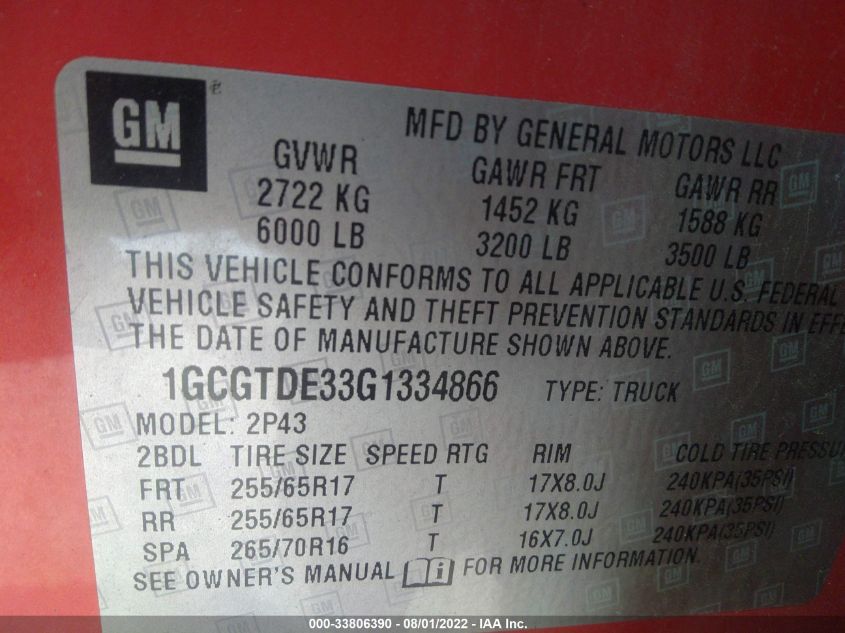 GM
MFD BY GENERAL MOTORS LLC
GVWR GAWR FRT GAWR RR
2722 KG 1452 KG 1588 KG
6000 LB 3200 LB 3500 LB
THIS VEHICLE CONFORMS TO ALL APPLICABLE U.S. FEDERAL
VEHICLE SAFETY AND THEFT PREVENTION STANDARDS IN EFFE
THE DATE OF MANUFACTURE SHOWN ABOVE.
1GCGTDE33G1334866 TYPE: TRUCK
MODEL: 2P43
2BDL TIRE SIZE SPEED RTG RIM COLD TIRE PRESSU
FRT 255/65R17 T 17X8.0J 240KPA(35PSI)
RR 255/65R17 T 17X8.0J 240KPA(35PSI)
SPA 265/70R16 T 16X7.0J 240KPA(35PSI)
SEE OWNER'S MANUAL i FOR MORE INFORMATION.
000-33806390 - 08/01/2022 - IAA Inc.